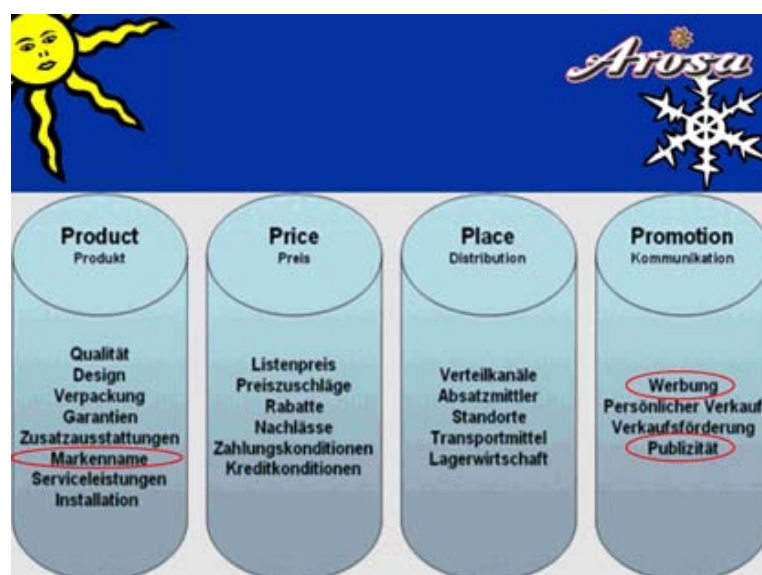 Arosa
Product
Produkt
Qualität
Design
Verpackung
Garantien
Zusatzausstattungen
Markenname
Serviceleistungen
Installation
Price
Preis
Listenpreis
Preiszuschläge
Rabatte
Nachlässe
Zahlungskonditionen
Kreditkonditionen
Place
Distribution
Verteilkanäle
Absatzmittler
Standorte
Transportmittel
Lagerwirtschaft
Promotion
Kommunikation
Werbung
Persönlicher Verkauf
Verkaufsförderung
Publizität